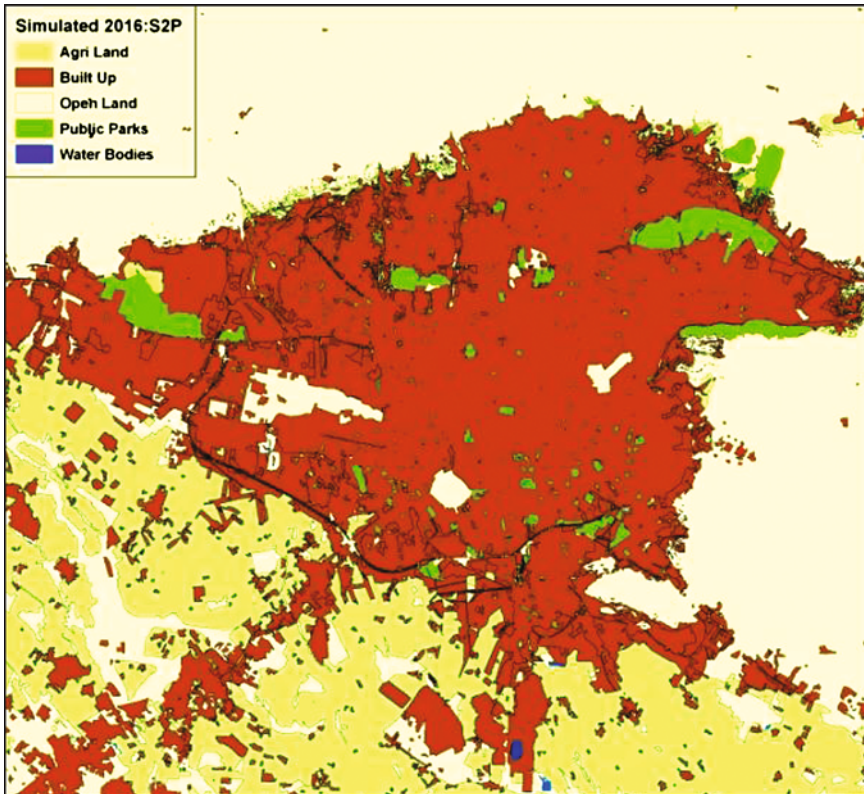 Simulated 2016:S2P
Agri Land
Built Up
Opeh Land
Public Parks
Water Bodies